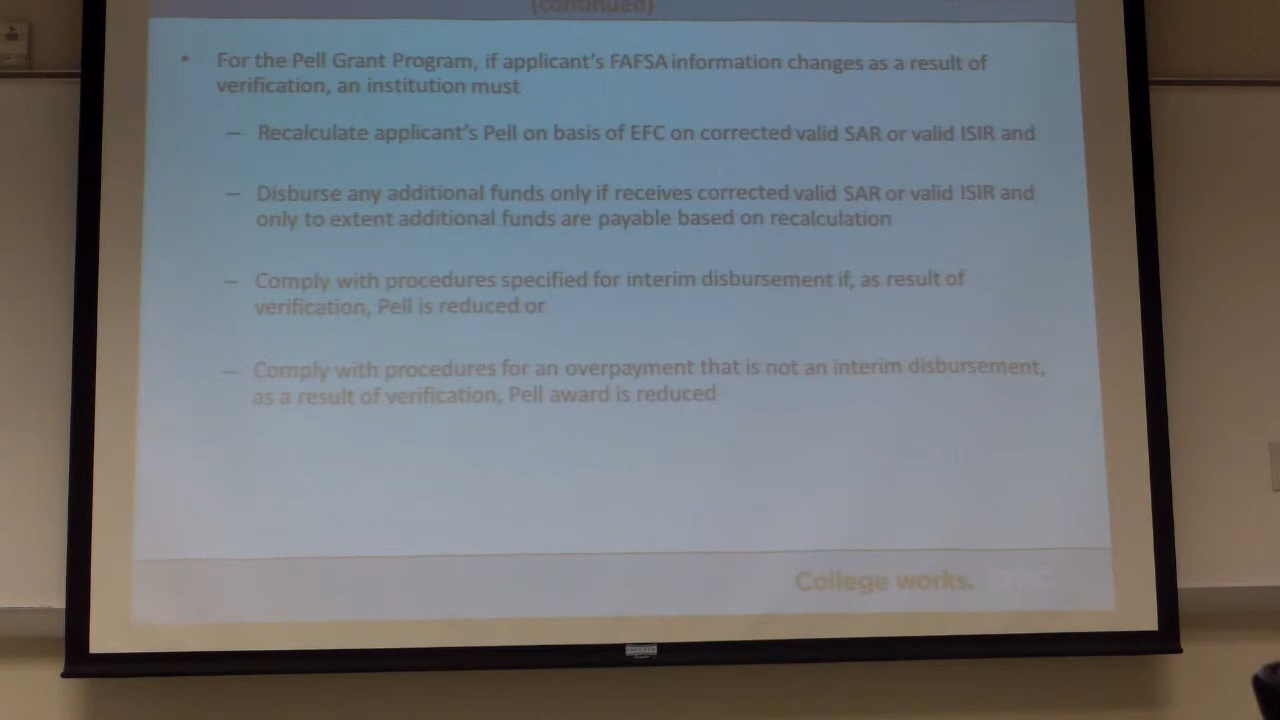 (continued)
• For the Pell Grant Program, if applicant's FAFSA information changes as a result of
verification, an institution must
– Recalculate applicant's Pell on basis of EFC on corrected valid SAR or valid ISIR and
– Disburse any additional funds only if receives corrected valid SAR or valid ISIR and
only to extent additional funds are payable based on recalculation
– Comply with procedures specified for interim disbursement if, as result of
verification, Pell is reduced or
– Comply with procedures for an overpayment that is not an interim disbursement,
as a result of verification, Pell award is reduced
College works.